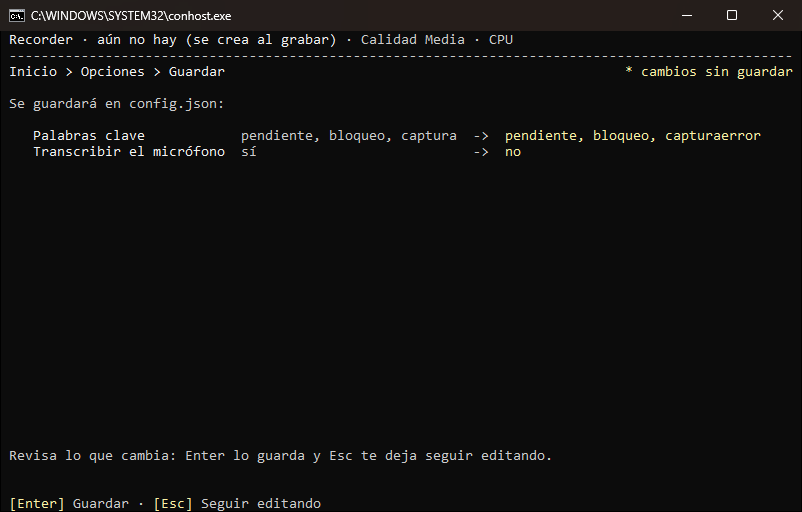 C:\WINDOWS\SYSTEM32\conhost.exe
Recorder · aún no hay (se crea al grabar) · Calidad Media · CPU
Inicio > Opciones > Guardar * cambios sin guardar
Se guardará en config.json:
Palabras clave pendiente, bloqueo, captura -> pendiente, bloqueo, capturaerror
Transcribir el micrófono sí -> no
Revisa lo que cambia: Enter lo guarda y Esc te deja seguir editando.
[Enter] Guardar · [Esc] Seguir editando